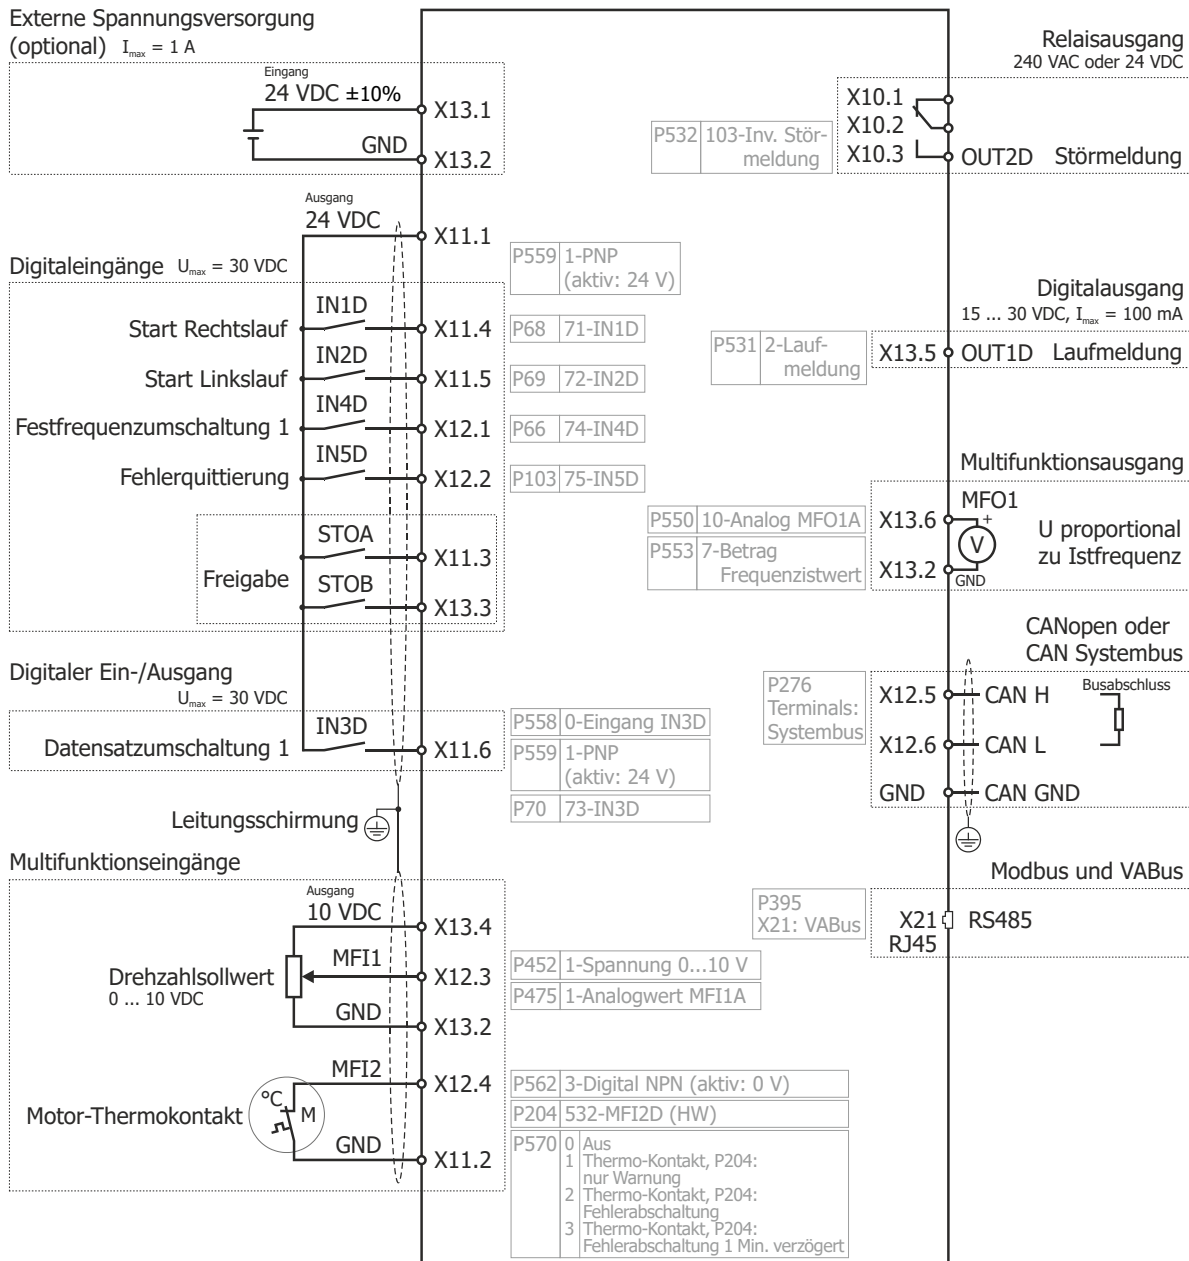 Externe Spannungsversorgung
(optional) Imax = 1 A
Eingang
24 VDC ±10%
X13.1
GND
X13.2
Ausgang
24 VDC
X11.1
P559 1-PNP
(aktiv: 24 V)
Digitaleingänge Umax = 30 VDC
IN1D
Start Rechtslauf
X11.4
P68 71-IN1D
IN2D
Start Linkslauf
X11.5
P69 72-IN2D
IN4D
Festfrequenzumschaltung 1
X12.1
P66 74-IN4D
IN5D
Fehlerquittierung
X12.2
P103 75-IN5D
STOA
X11.3
Freigabe
STOB
X13.3
Digitaler Ein-/Ausgang
Umax = 30 VDC
IN3D
Datensatzumschaltung 1
X11.6
P558 0-Eingang IN3D
P559 1-PNP
(aktiv: 24 V)
P70 73-IN3D
Leitungsschirmung
Multifunktionseingänge
Ausgang
10 VDC
X13.4
MFI1
Drehzahlsollwert
0 ... 10 VDC
X12.3
P452 1-Spannung 0...10 V
P475 1-Analogwert MFI1A
GND
X13.2
MFI2
X12.4
P562 3-Digital NPN (aktiv: 0 V)
P204 532-MFI2D (HW)
°C
M
Motor-Thermokontakt
GND
X11.2
P570 0 Aus
1 Thermo-Kontakt, P204:
nur Warnung
2 Thermo-Kontakt, P204:
Fehlerabschaltung
3 Thermo-Kontakt, P204:
Fehlerabschaltung 1 Min. verzögert
Relaisausgang
240 VAC oder 24 VDC
X10.1
X10.2
X10.3
P532 103-Inv. Stör-
meldung
OUT2D Störmeldung
Digitalausgang
15 ... 30 VDC, Imax = 100 mA
P531 2-Lauf-
meldung
X13.5
OUT1D Laufmeldung
Multifunktionsausgang
MFO1
P550 10-Analog MFO1A
X13.6
+
V
U proportional
zu Istfrequenz
P553 7-Betrag
Frequenzistwert
X13.2
GND
CANopen oder
CAN Systembus
P276
Terminals:
Systembus
X12.5
CAN H
Busabschluss
X12.6
CAN L
GND
CAN GND
Modbus und VABus
P395
X21: VABus
X21
RJ45
RS485